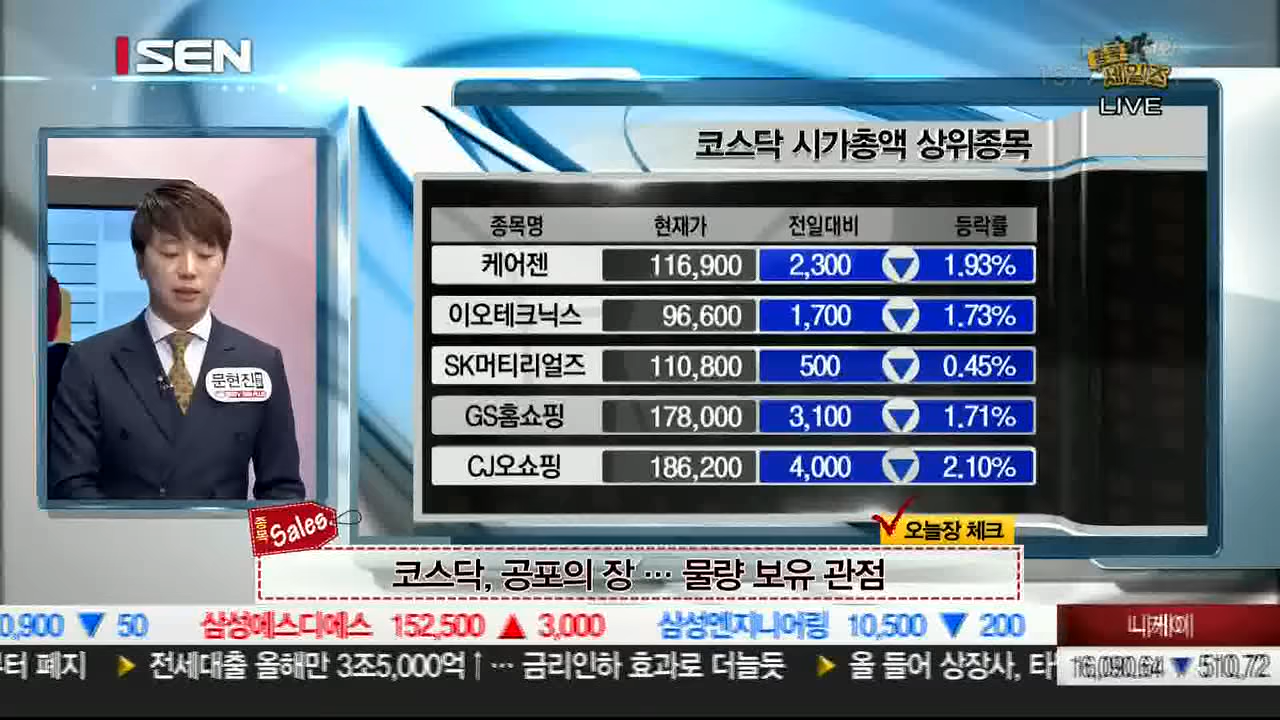 SEN
LIVE
코스닥 시가총액 상위종목
종목명 현재가 전일대비 등락률
케어젠 116,900 2,300 ▼ 1.93%
이오테크닉스 96,600 1,700 ▼ 1.73%
SK머티리얼즈 110,800 500 ▼ 0.45%
GS홈쇼핑 178,000 3,100 ▼ 1.71%
CJ오쇼핑 186,200 4,000 ▼ 2.10%
문현진
종목 Sales
오늘장 체크
코스닥, 공포의 장 … 물량 보유 관점
0,900 ▼ 50 삼성에스디에스 152,500 ▲ 3,000 삼성엔지니어링 10,500 ▼ 200
니케이
부터 폐지 ▶ 전세대출 올해만 3조5,000억↑… 금리인하 효과로 더늘듯 ▶ 올 들어 상장사, 타
16,090.64 ▼ 510.72